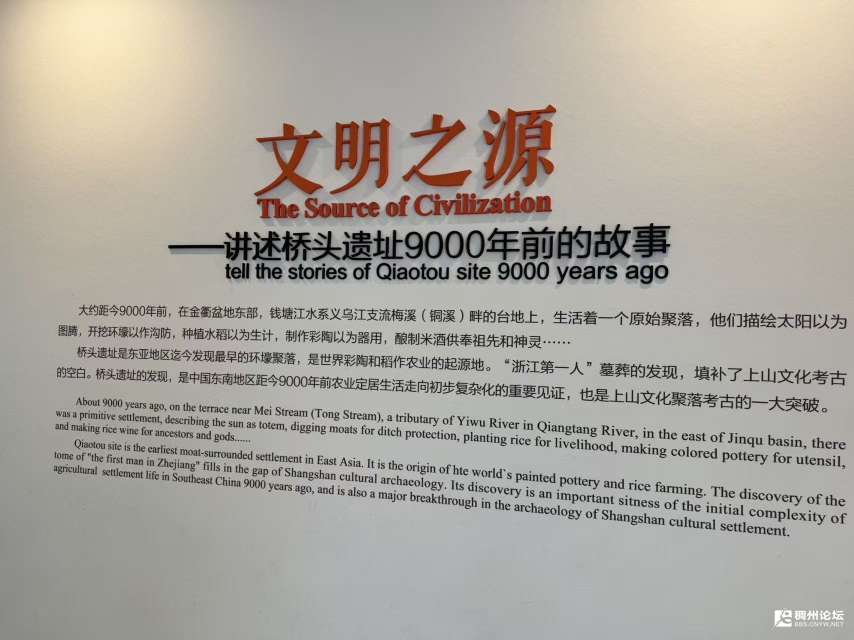 文明之源
The Source of Civilization
——讲述桥头遗址9000年前的故事
tell the stories of Qiaotou site 9000 years ago
大约距今9000年前，在金衢盆地东部，钱塘江水系义乌江支流梅溪（铜溪）畔的台地上，生活着一个原始聚落，他们描绘太阳以为
图腾，开挖环壕以作沟防，种植水稻以为生计，制作彩陶以为器用，酿制米酒供奉祖先和神灵……
桥头遗址是东亚地区迄今发现最早的环壕聚落，是世界彩陶和稻作农业的起源地。“浙江第一人”墓葬的发现，填补了上山文化考古
的空白。桥头遗址的发现，是中国东南地区距今9000年前农业定居生活走向初步复杂化的重要见证，也是上山文化聚落考古的一大突破。
About 9000 years ago, on the terrace near Mei Stream (Tong Stream), a tributary of Yiwu River in Qiangtang River, in the east of Jinqu basin, there
was a primitive settlement, describing the sun as totem, digging moats for ditch protection, planting rice for livelihood, making colored pottery for utensil,
and making rice wine for ancestors and gods......
Qiaotou site is the earliest moat-surrounded settlement in East Asia. It is the origin of hte world`s painted pottery and rice farming. The discovery of the
tome of "the first man in Zhejiang" fills in the gap of Shangshan cultural archaeology. Its discovery is an important sitness of the initial complexity of
agricultural settlement life in Southeast China 9000 years ago, and is also a major breakthrough in the archaeology of Shangshan cultural settlement.
稠州论坛
BBS.CNYW.NET